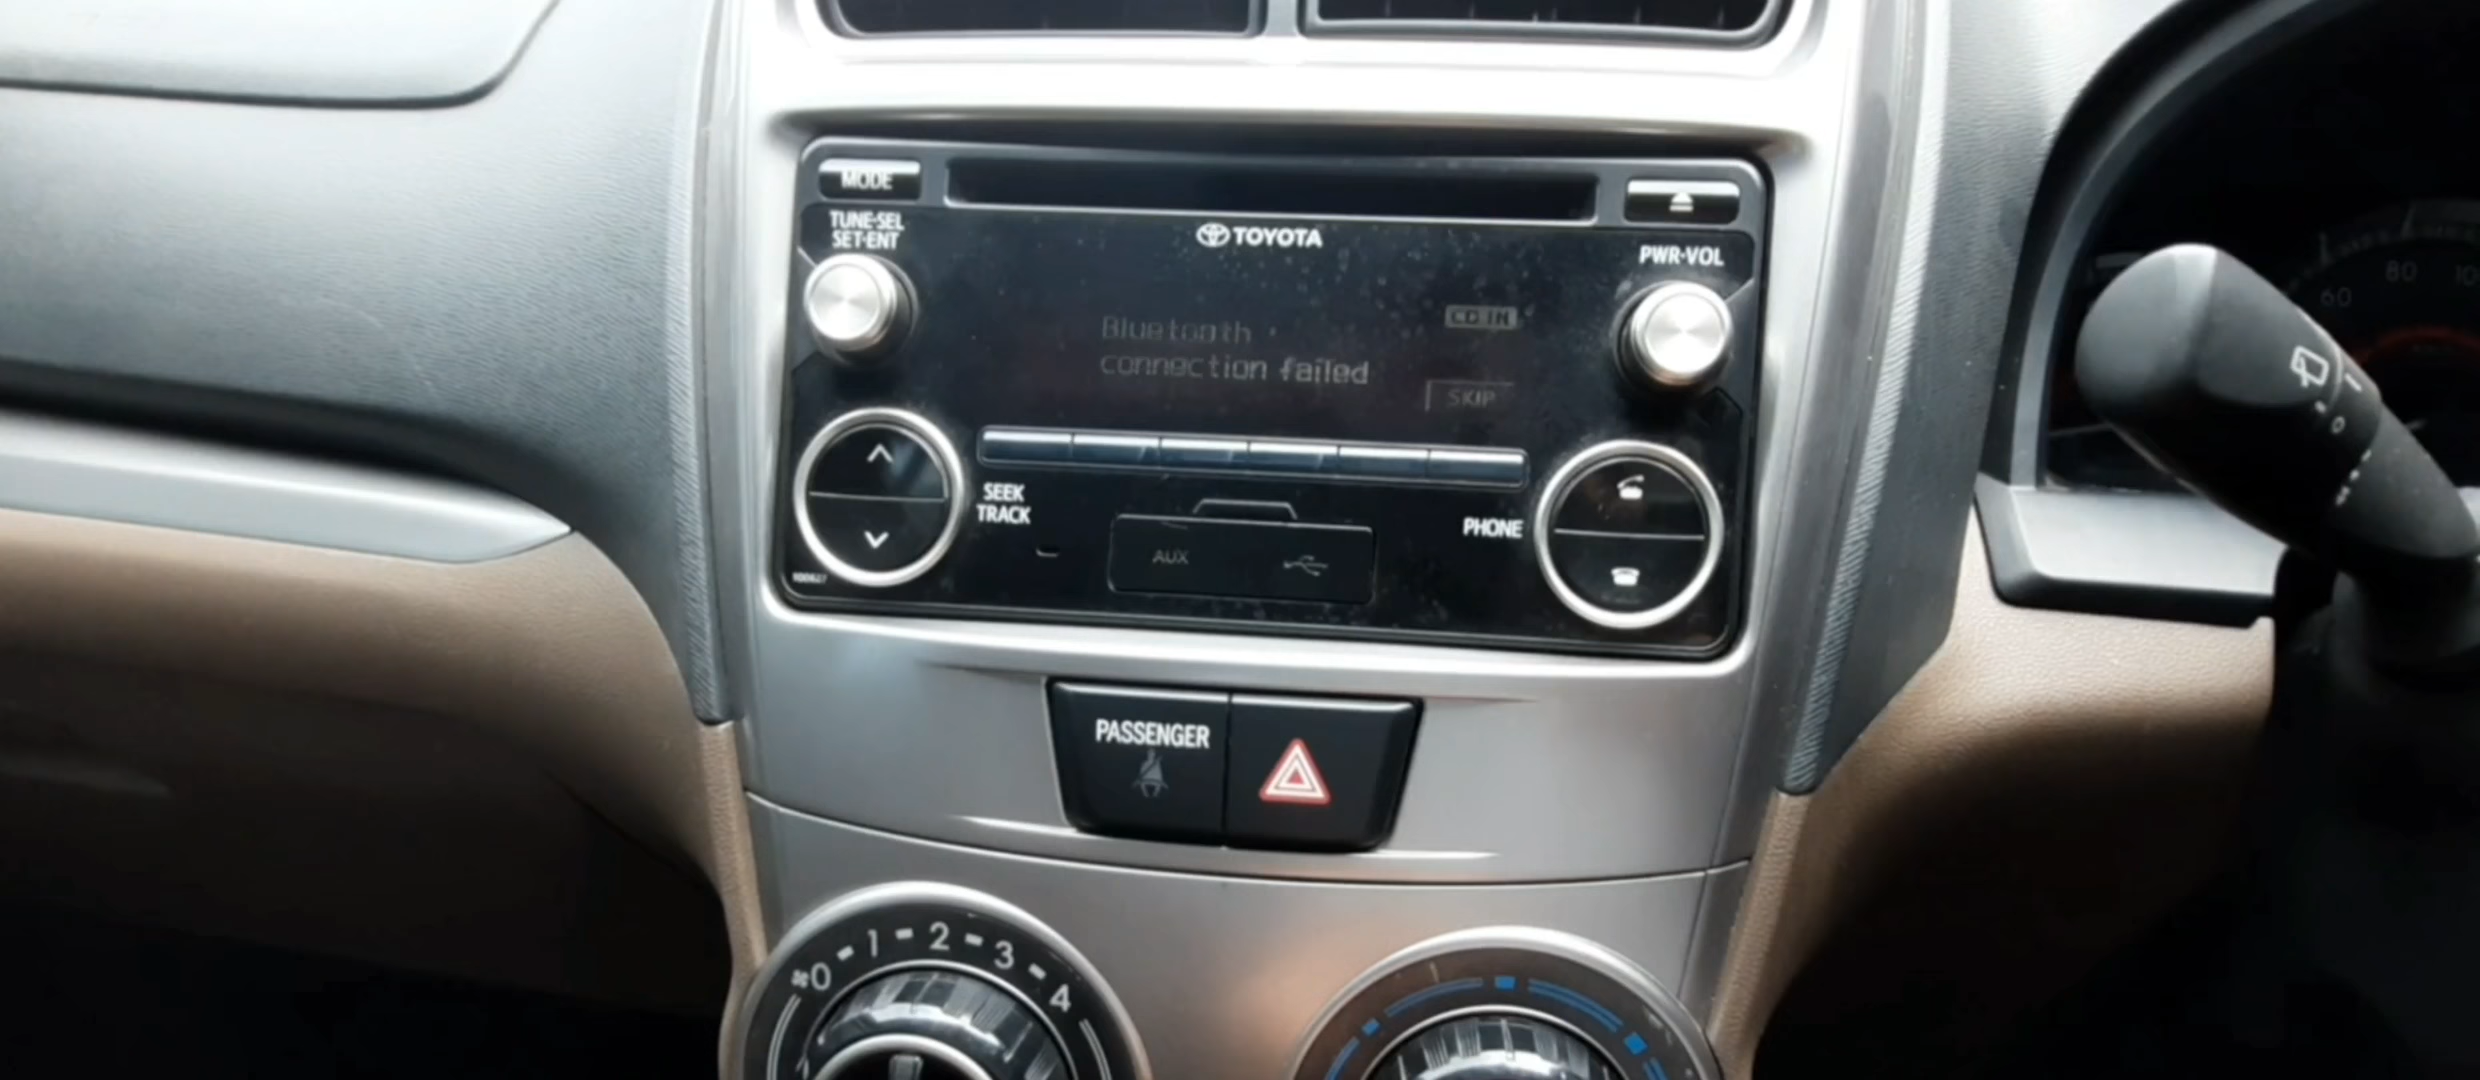 MODE
TUNE·SEL
SET·ENT
TOYOTA
PWR·VOL
Bluetooth
connection failed
CD IN
SKIP
SEEK
TRACK
PHONE
AUX
PASSENGER
0 1 2 3 4
60 80
0